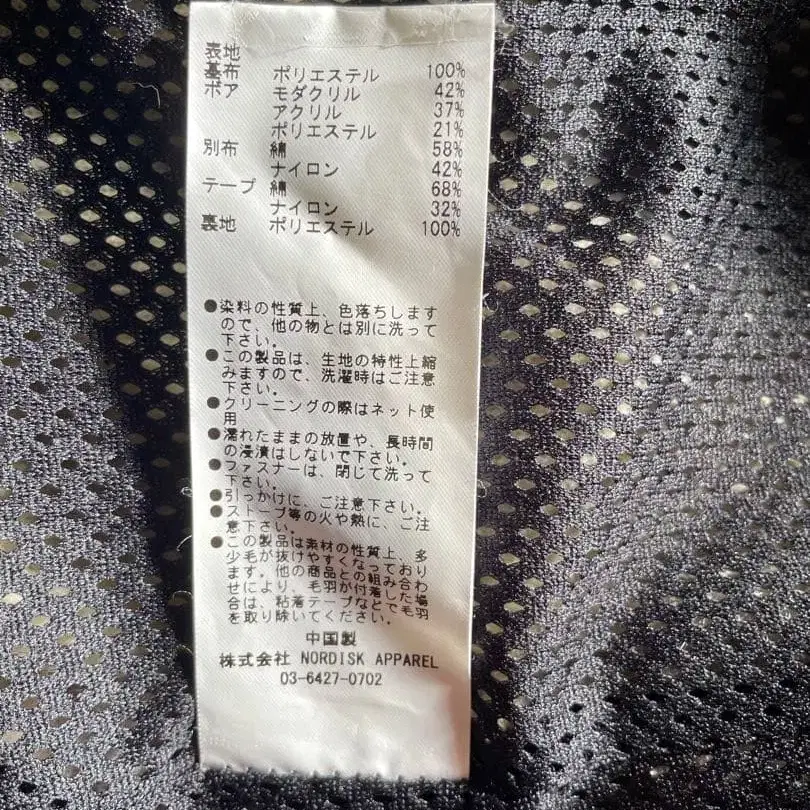 表地
基布 ポリエステル 100%
ボア モダクリル 42%
アクリル 37%
ポリエステル 21%
別布 綿 58%
ナイロン 42%
テープ 綿 68%
ナイロン 32%
裏地 ポリエステル 100%
●染料の性質上、色落ちします
ので、他の物とは別に洗って
下さい。
●この製品は、生地の特性上縮
みますので、洗濯時はご注意
下さい。
●クリーニングの際はネット使
用
●濡れたままの放置や、長時間
の浸漬はしないで下さい。
●ファスナーは、閉じて洗って
下さい。
●引っかけに、ご注意下さい。
●ストーブ等の火や熱に、ご注
意下さい。
●この製品は素材の性質上、多
少毛が抜けやすくなっており
ます。他の商品との組み合わ
せにより、毛羽が付着した場
合は、粘着テープなどで毛羽
を取り除いてください。
中国製
株式会社 NORDISK APPAREL
03-6427-0702